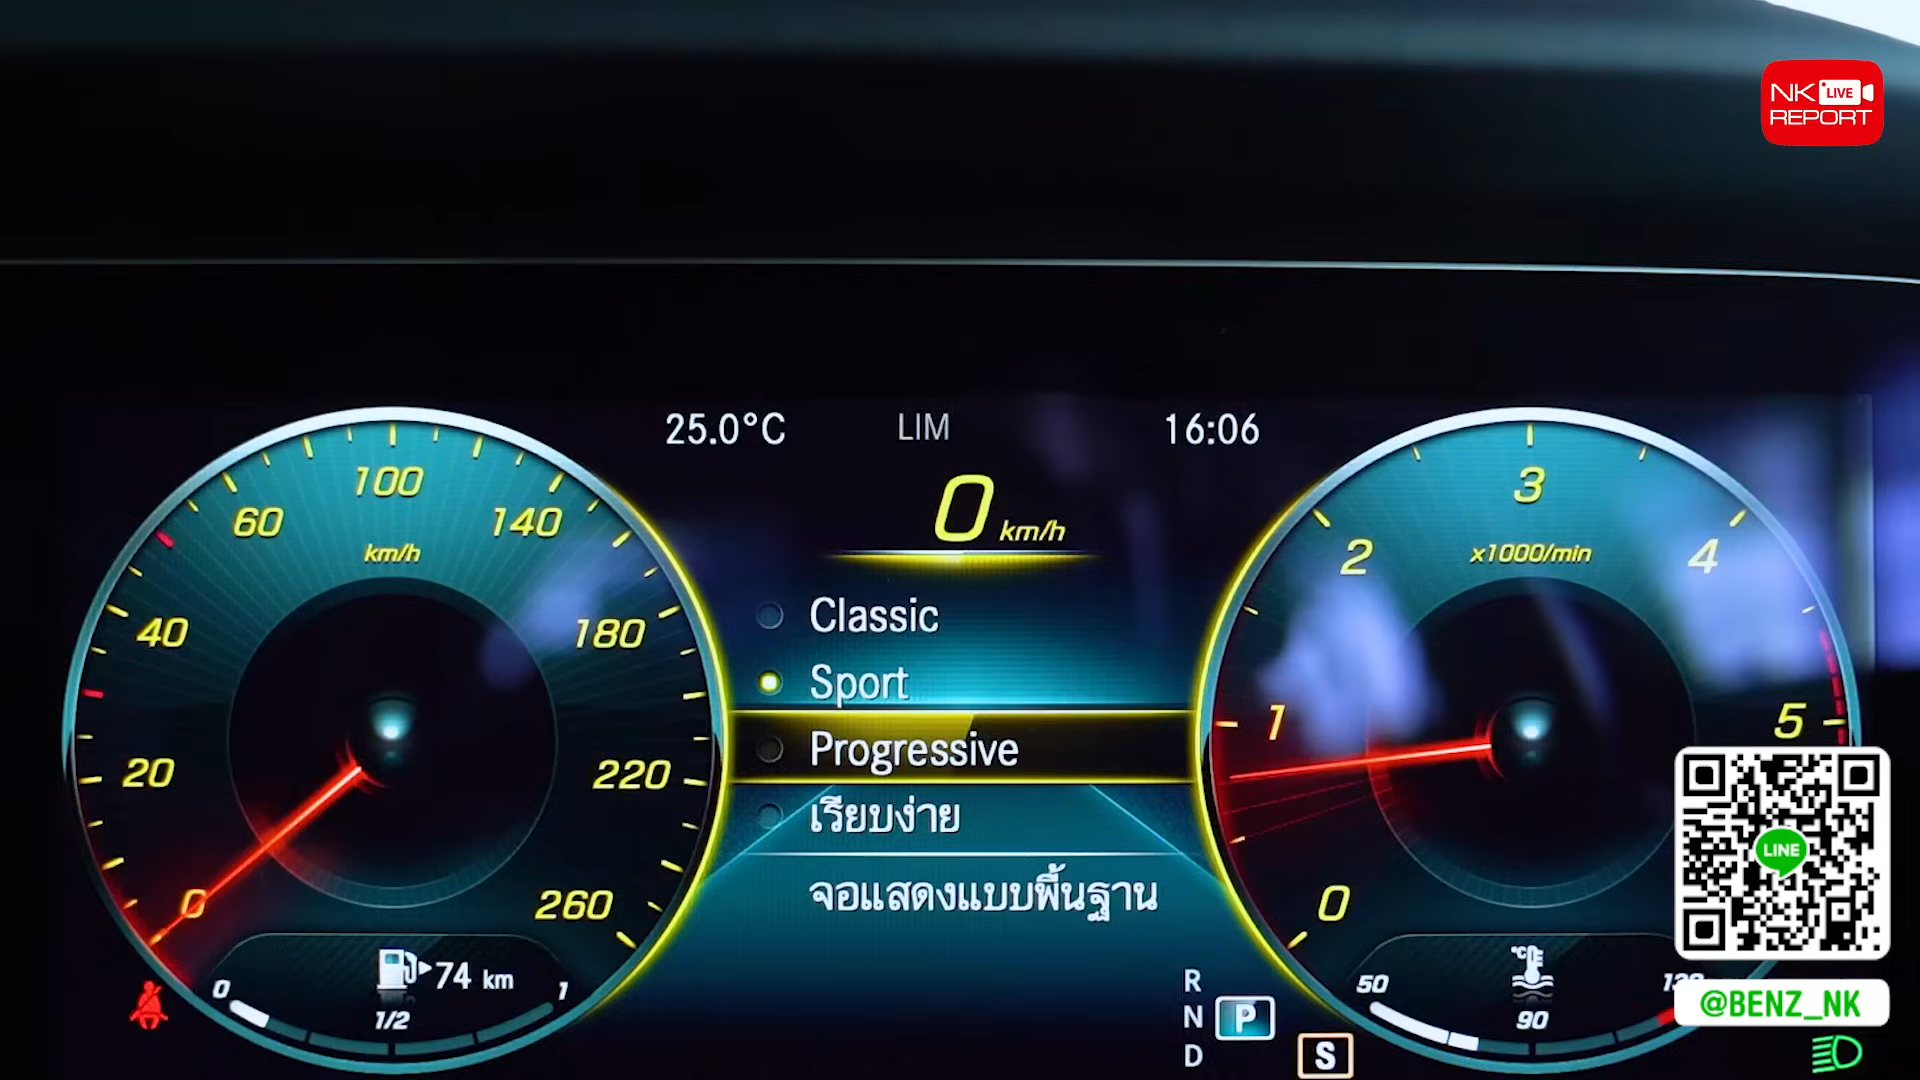 NK LIVE
REPORT
25.0°C LIM 16:06
0 km/h
Classic
Sport
Progressive
เรียบง่าย
จอแสดงแบบพื้นฐาน
100
60 140
km/h
40 180
20 220
0 260
74 km
0 1/2 1
3
2 4
x1000/min
1 5
0
R
N P
D
S
°C
50 90
LINE
@BENZ_NK